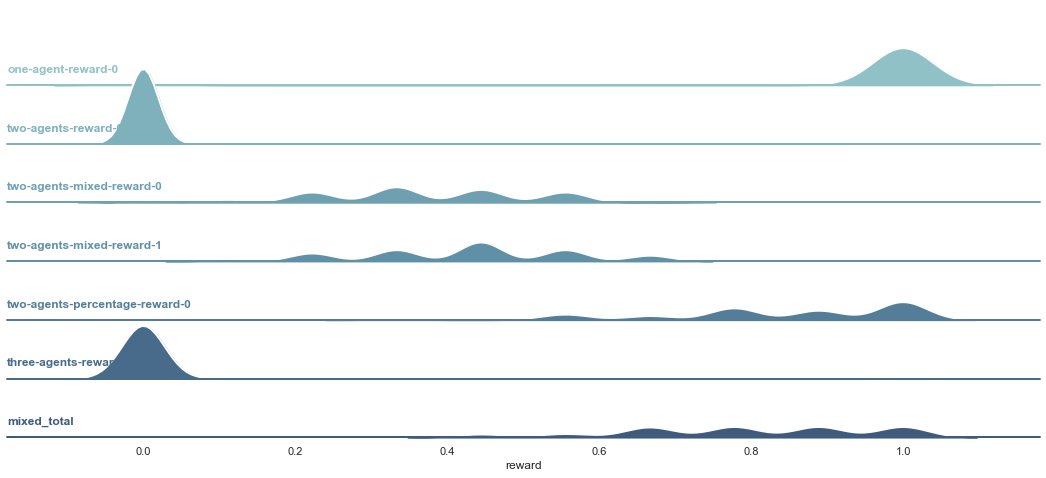 one-agent-reward-0
two-agents-reward-
two-agents-mixed-reward-0
two-agents-mixed-reward-1
two-agents-percentage-reward-0
three-agents-rewar
mixed_total
0.0 0.2 0.4 0.6 0.8 1.0
reward